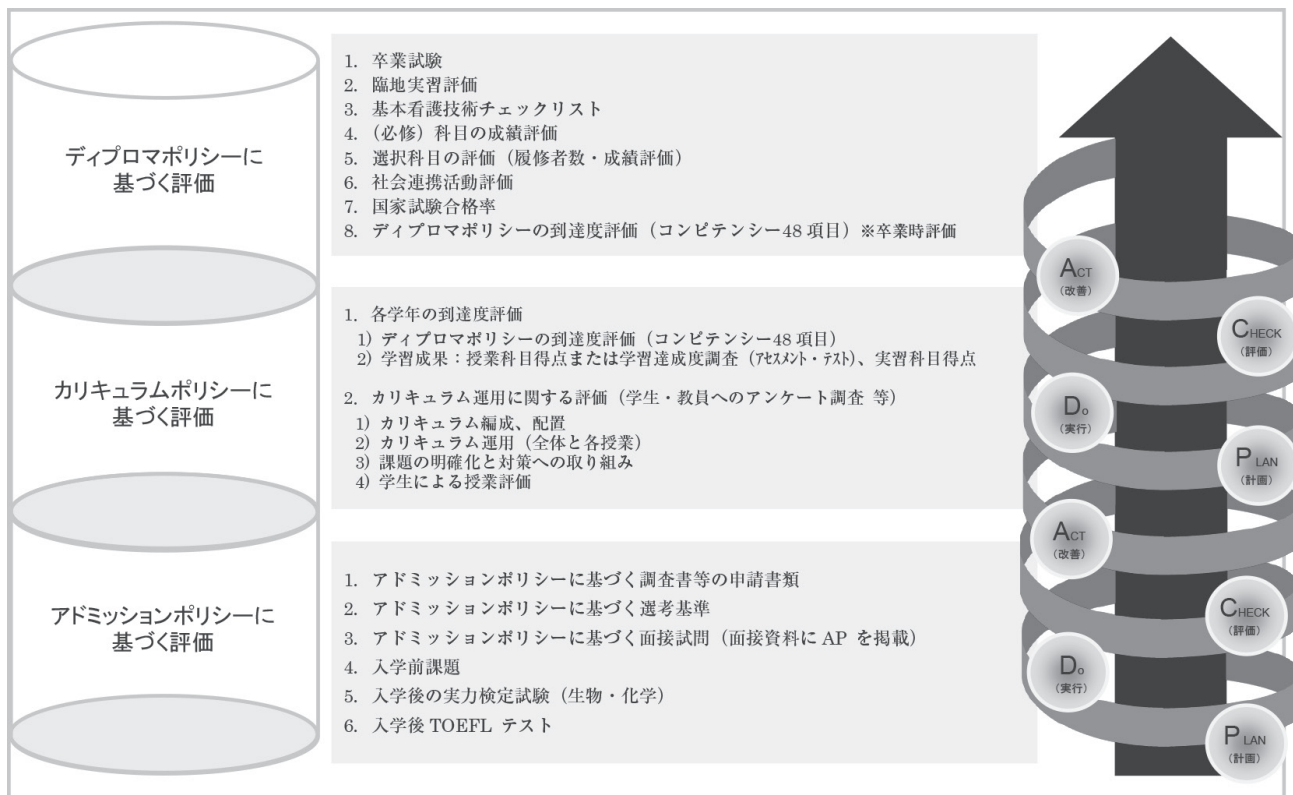 ディプロマポリシーに
基づく評価
1. 卒業試験
2. 臨地実習評価
3. 基本看護技術チェックリスト
4. (必修) 科目の成績評価
5. 選択科目の評価 (履修者数・成績評価)
6. 社会連携活動評価
7. 国家試験合格率
8. ディプロマポリシーの到達度評価 (コンピテンシー48 項目) ※卒業時評価
カリキュラムポリシーに
基づく評価
1. 各学年の到達度評価
1) ディプロマポリシーの到達度評価 (コンピテンシー48 項目)
2) 学習成果:授業科目得点または学習達成度調査 (アセスメント・テスト)、実習科目得点
2. カリキュラム運用に関する評価 (学生・教員へのアンケート調査 等)
1) カリキュラム編成、配置
2) カリキュラム運用 (全体と各授業)
3) 課題の明確化と対策への取り組み
4) 学生による授業評価
アドミッションポリシーに
基づく評価
1. アドミッションポリシーに基づく調査書等の申請書類
2. アドミッションポリシーに基づく選考基準
3. アドミッションポリシーに基づく面接試問 (面接資料に AP を掲載)
4. 入学前課題
5. 入学後の実力検定試験 (生物・化学)
6. 入学後 TOEFL テスト
ACT
(改善)
CHECK
(評価)
Do
(実行)
PLAN
(計画)
ACT
(改善)
CHECK
(評価)
Do
(実行)
PLAN
(計画)